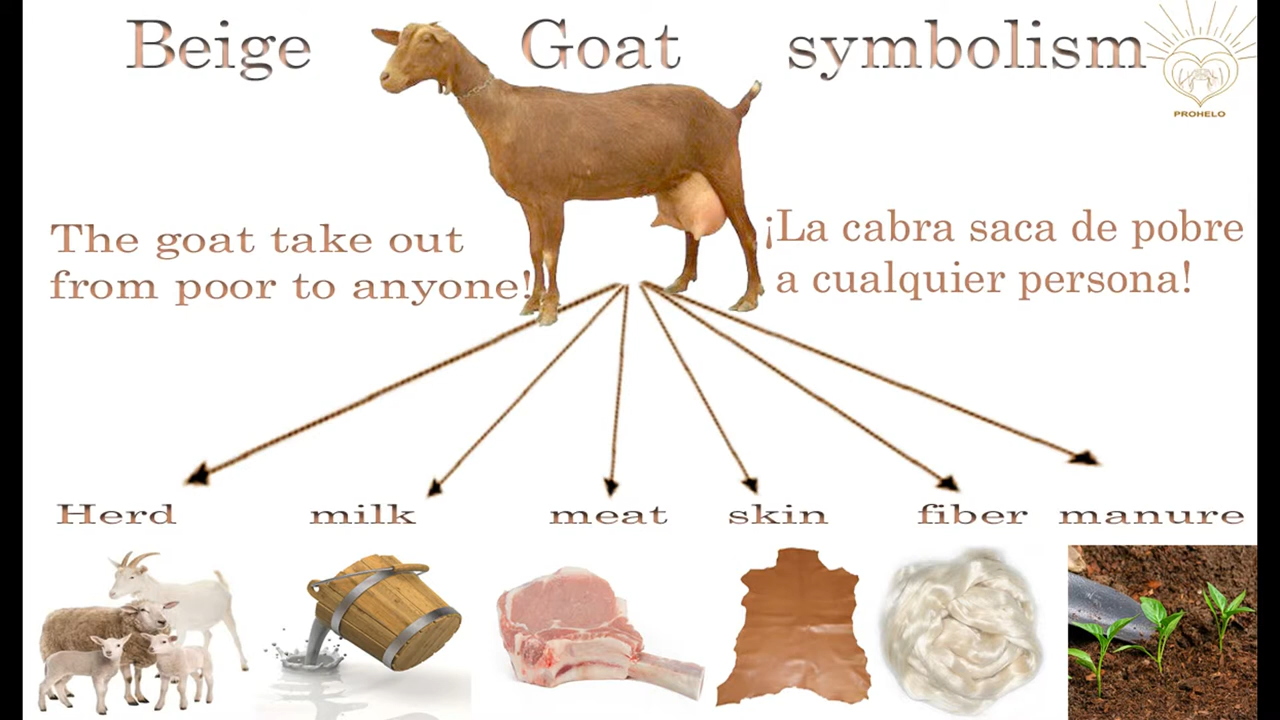 Beige Goat symbolism
PROHELO
The goat take out
from poor to anyone!
¡La cabra saca de pobre
a cualquier persona!
Herd milk meat skin fiber manure